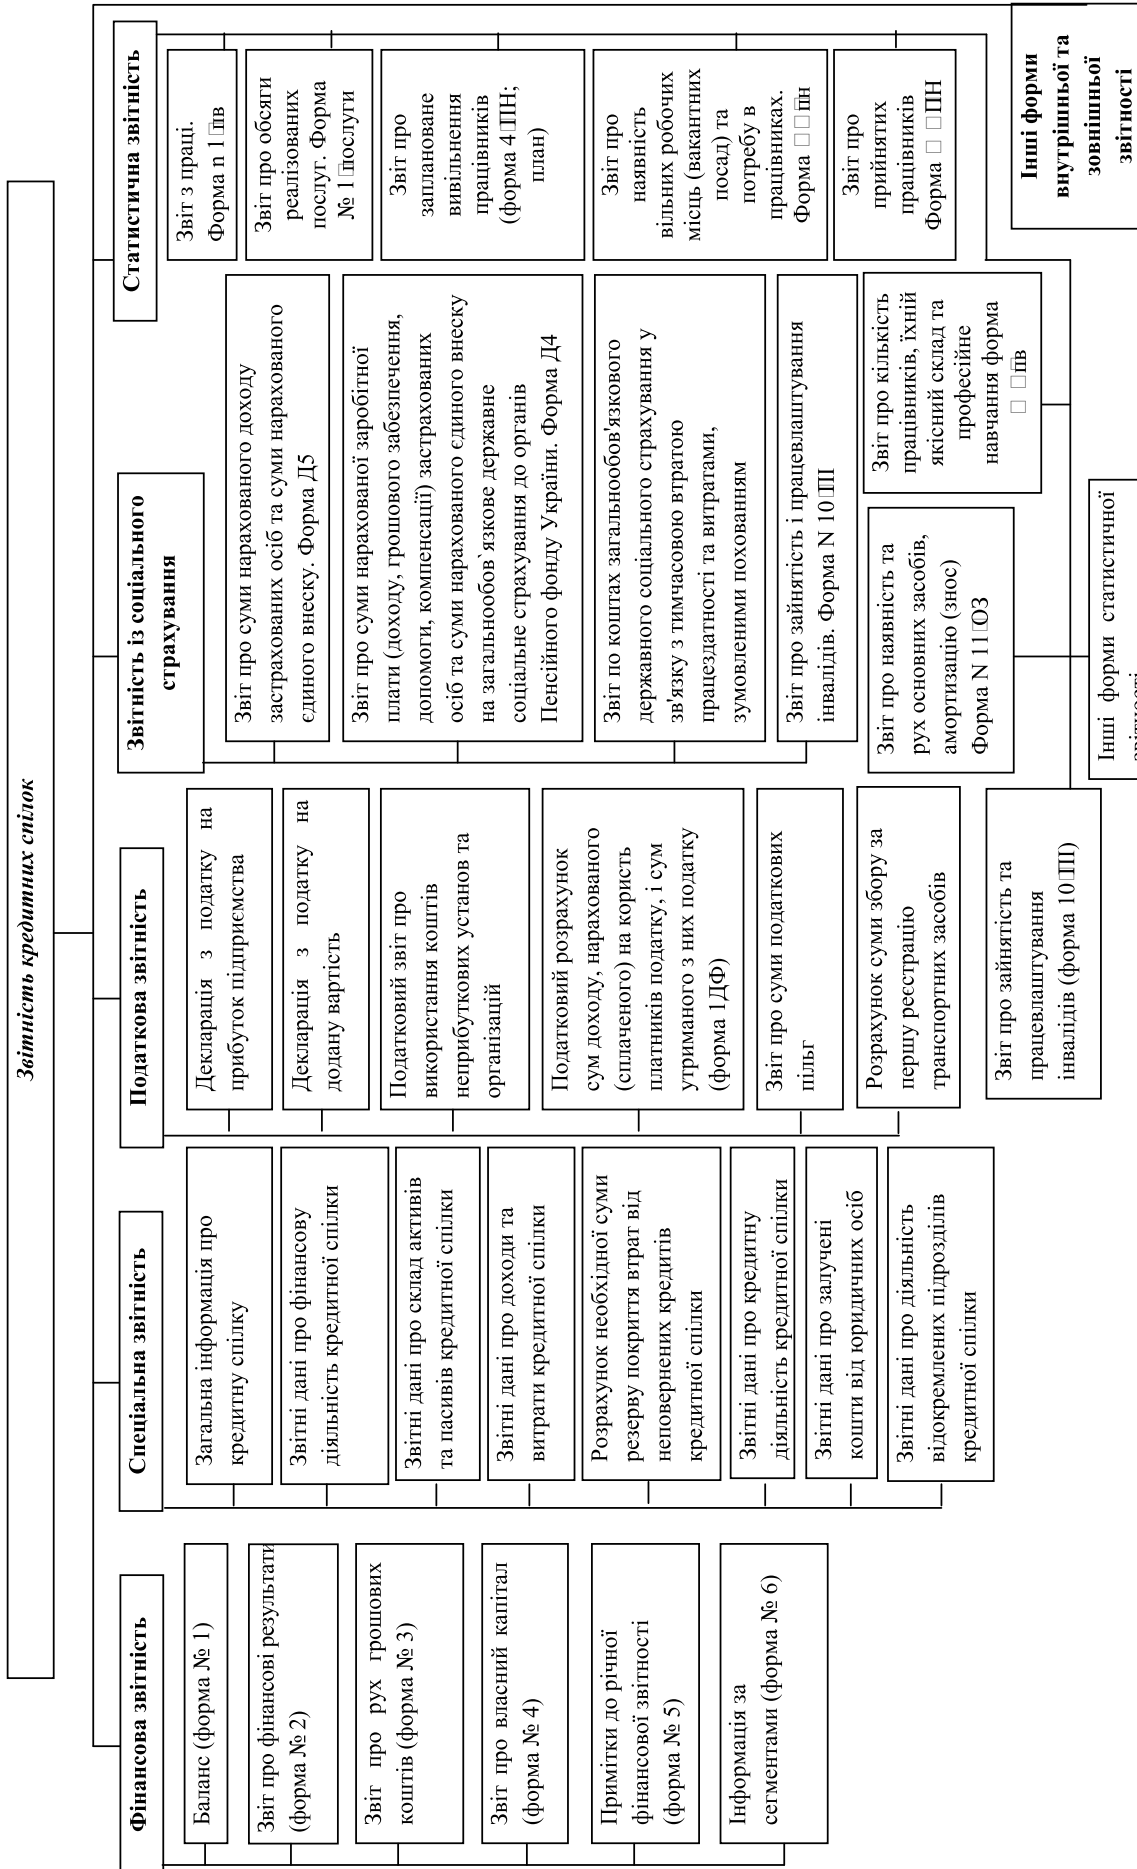 Звітність кредитних спілок
Фінансова звітність
Баланс (форма № 1)
Звіт про фінансові результати
(форма № 2)
Звіт про рух грошових
коштів (форма № 3)
Звіт про власний капітал
(форма № 4)
Примітки до річної
фінансової звітності
(форма № 5)
Інформація за
сегментами (форма № 6)
Спеціальна звітність
Загальна інформація про
кредитну спілку
Звітні дані про фінансову
діяльність кредитної спілки
Звітні дані про склад активів
та пасивів кредитної спілки
Звітні дані про доходи та
витрати кредитної спілки
Розрахунок необхідної суми
резерву покриття втрат від
неповернених кредитів
кредитної спілки
Звітні дані про кредитну
діяльність кредитної спілки
Звітні дані про залучені
кошти від юридичних осіб
Звітні дані про діяльність
відокремлених підрозділів
кредитної спілки
Податкова звітність
Декларація з податку на
прибуток підприємства
Декларація з податку на
додану вартість
Податковий звіт про
використання коштів
неприбуткових установ та
організацій
Податковий розрахунок
сум доходу, нарахованого
(сплаченого) на користь
платників податку, і сум
утриманого з них податку
(форма 1ДФ)
Звіт про суми податкових
пільг
Розрахунок суми збору за
першу реєстрацію
транспортних засобів
Звітність із соціального
страхування
Звіт про суми нарахованого доходу
застрахованих осіб та суми нарахованого
єдиного внеску. Форма Д5
Звіт про суми нарахованої заробітної
плати (доходу, грошового забезпечення,
допомоги, компенсації) застрахованих
осіб та суми нарахованого єдиного внеску
на загальнообов`язкове державне
соціальне страхування до органів
Пенсійного фонду України. Форма Д4
Звіт по коштах загальнообов'язкового
державного соціального страхування у
зв'язку з тимчасовою втратою
працездатності та витратами,
зумовленими похованням
Звіт про зайнятість і працевлаштування
інвалідів. Форма N 10□ПІ
Статистична звітність
Звіт з праці.
Форма n 1□пв
Звіт про обсяги
реалізованих
послуг. Форма
№ 1□послуги
Звіт про
заплановане
вивільнення
працівників
(форма 4□ПН;
план)
Звіт про
наявність
вільних робочих
місць (вакантних
посад) та
потребу в
працівниках.
Форма □□□пн
Звіт про
прийнятих
працівників
Форма □ □ПН
Звіт про зайнятість та
працевлаштування
інвалідів (форма 10□ПІ)
Звіт про наявність та
рух основних засобів,
амортизацію (знос)
Форма N 11□ОЗ
Звіт про кількість
працівників, їхній
якісний склад та
професійне
навчання форма
□ □пв
Інші форми статистичної
звітності
Інші форми
внутрішньої та
зовнішньої
звітності